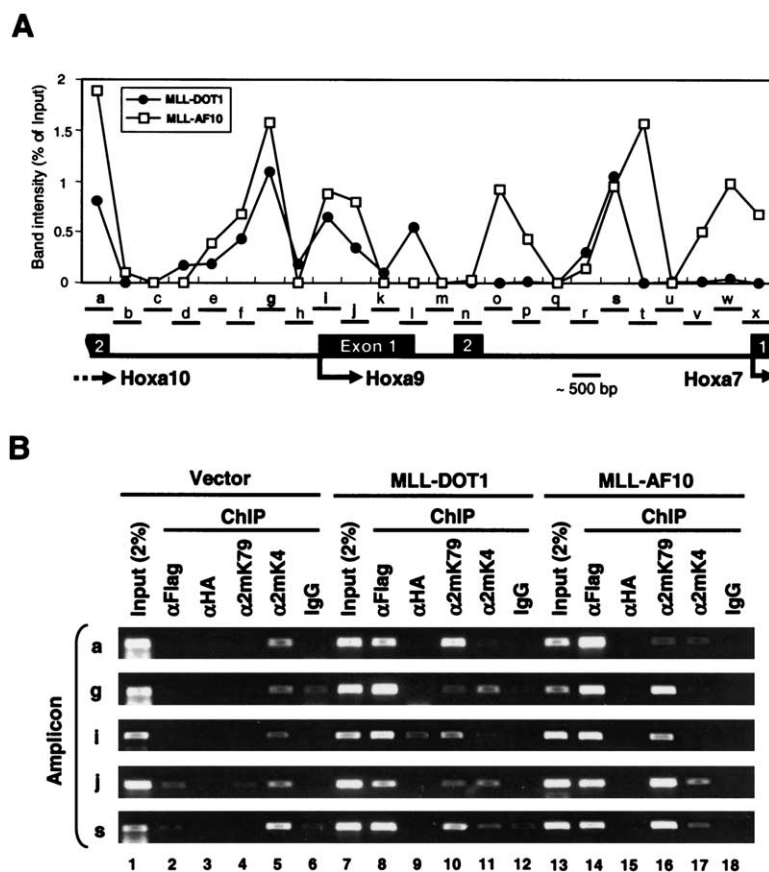 A
Band intensity (% of Input)
2
1.5
1
0.5
0
MLL-DOT1
MLL-AF10
a c e g i k m o q s u w
b d f h j l n p r t v x
2 Exon 1 2 1
Hoxa10 Hoxa9 ~ 500 bp Hoxa7
B
Vector MLL-DOT1 MLL-AF10
ChIP ChIP ChIP
Input (2%) αFlag αHA α2mK79 α2mK4 IgG Input (2%) αFlag αHA α2mK79 α2mK4 IgG Input (2%) αFlag αHA α2mK79 α2mK4 IgG
Amplicon
a
g
i
j
s
1 2 3 4 5 6 7 8 9 10 11 12 13 14 15 16 17 18